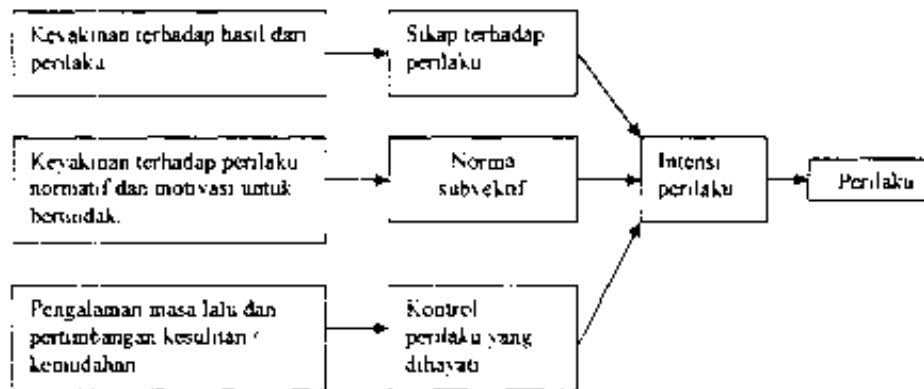 Keyakinan terhadap hasil dari
perilaku
Sikap terhadap
perilaku
Keyakinan terhadap perilaku
normatif dan motivasi untuk
bertindak.
Norma
subyektif
Intensi
perilaku
Perilaku
Pengalaman masa lalu dan
pertimbangan kesulitan /
kemudahan
Kontrol
perilaku yang
dihayati